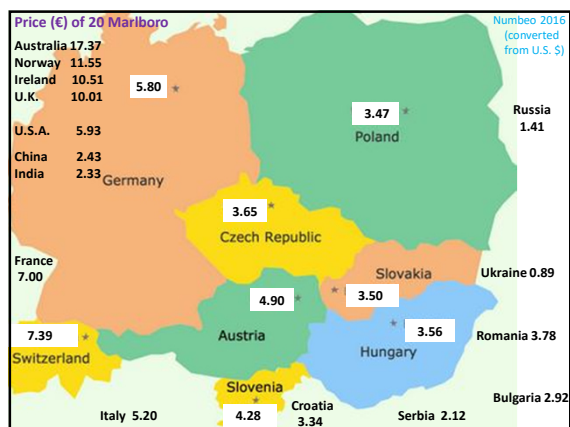 Price (€) of 20 Marlboro
Numbeo 2016
(converted
from U.S. $)
Australia 17.37
Norway 11.55
Ireland 10.51
U.K. 10.01
U.S.A. 5.93
China 2.43
India 2.33
5.80
Germany
3.47
Poland
Russia
1.41
3.65
Czech Republic
France
7.00
Slovakia
3.50
Ukraine 0.89
4.90
Austria
7.39
Switzerland
3.56
Hungary
Romania 3.78
Slovenia
4.28
Bulgaria 2.92
Italy 5.20
Croatia
3.34
Serbia 2.12